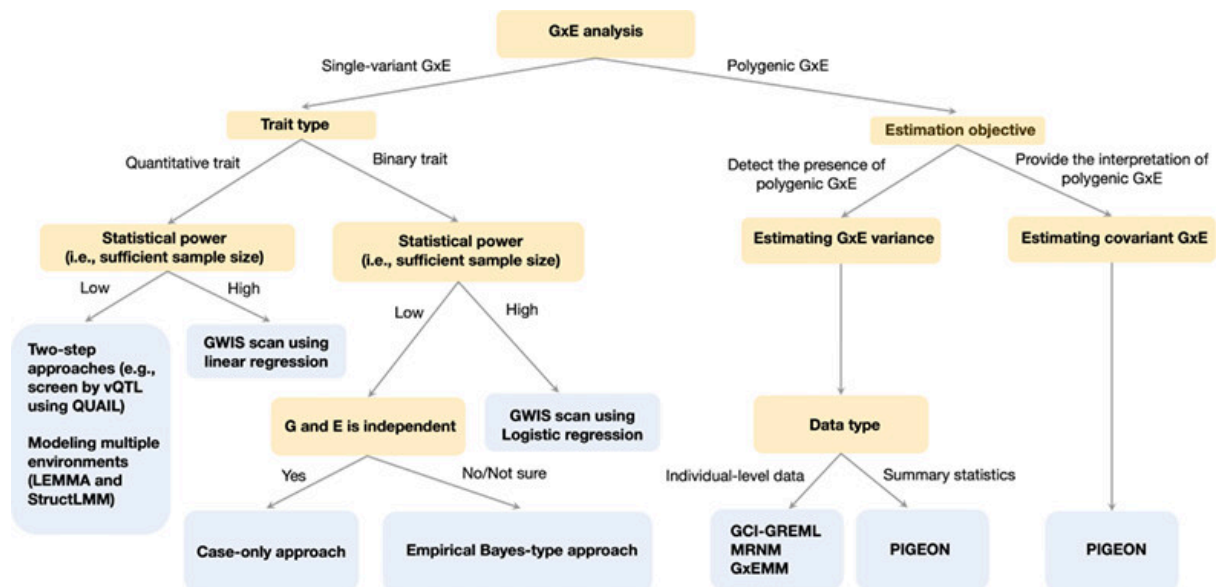 GxE analysis
Single-variant GxE
Polygenic GxE
Trait type
Estimation objective
Quantitative trait
Binary trait
Detect the presence of
polygenic GxE
Provide the interpretation of
polygenic GxE
Statistical power
(i.e., sufficient sample size)
Statistical power
(i.e., sufficient sample size)
Estimating GxE variance
Estimating covariant GxE
Low
High
Low
High
Two-step
approaches (e.g.,
screen by vQTL
using QUAIL)
Modeling multiple
environments
(LEMMA and
StructLMM)
GWIS scan using
linear regression
G and E is independent
GWIS scan using
Logistic regression
Data type
Yes
No/Not sure
Individual-level data
Summary statistics
Case-only approach
Empirical Bayes-type approach
GCI-GREML
MRNM
GxEMM
PIGEON
PIGEON